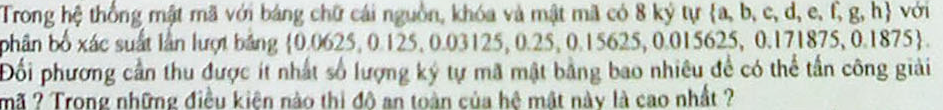 Trong hệ thống mật mã với bảng chữ cái nguồn, khóa và mật mã có 8 ký tự {a, b, c, d, e, f, g, h} với
phân bố xác suất lần lượt bằng {0.0625, 0.125, 0.03125, 0.25, 0.15625, 0.015625, 0.171875, 0.1875}.
Đối phương cần thu được ít nhất số lượng ký tự mã mật bằng bao nhiêu để có thể tấn công giải
mã ? Trong những điều kiện nào thì độ an toàn của hệ mật này là cao nhất ?